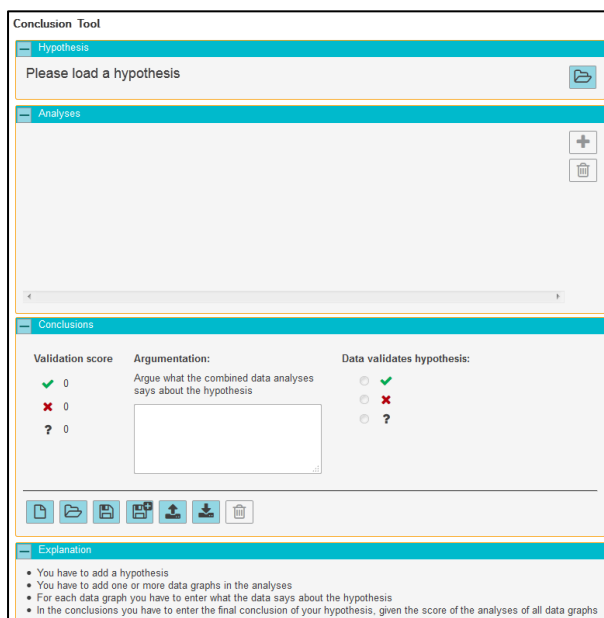 Conclusion Tool
Hypothesis
Please load a hypothesis
Analyses
Conclusions
Validation score
0
0
? 0
Argumentation:
Argue what the combined data analyses
says about the hypothesis
Data validates hypothesis:
?
Explanation
• You have to add a hypothesis
• You have to add one or more data graphs in the analyses
• For each data graph you have to enter what the data says about the hypothesis
• In the conclusions you have to enter the final conclusion of your hypothesis, given the score of the analyses of all data graphs